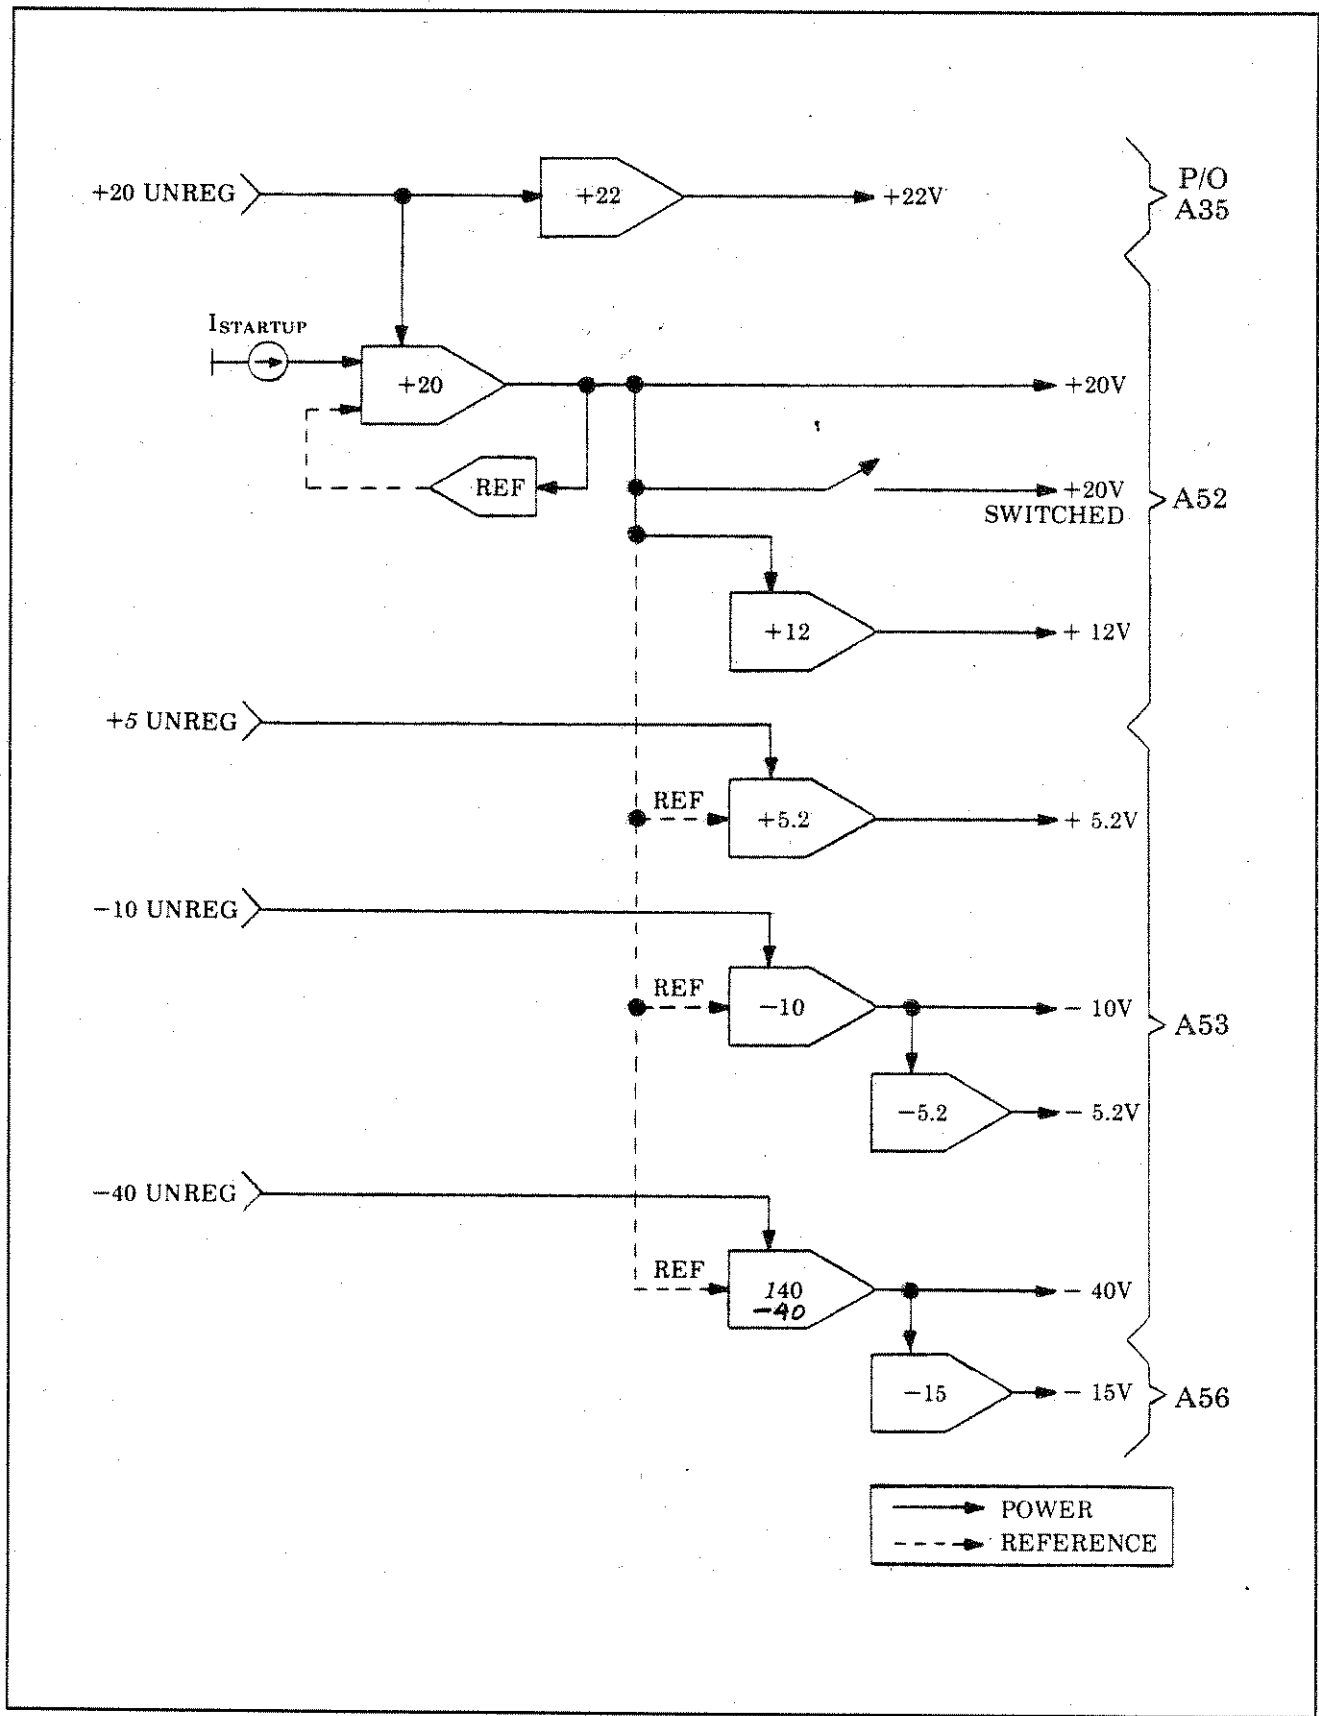 +20 UNREG
+22
+22V
P/O
A35
ISTARTUP
+20
+20V
REF
+20V
SWITCHED
A52
+12
+ 12V
+5 UNREG
REF
+5.2
+ 5.2V
-10 UNREG
REF
-10
- 10V
A53
-5.2
- 5.2V
-40 UNREG
REF
140
-40
- 40V
-15
- 15V
A56
POWER
REFERENCE